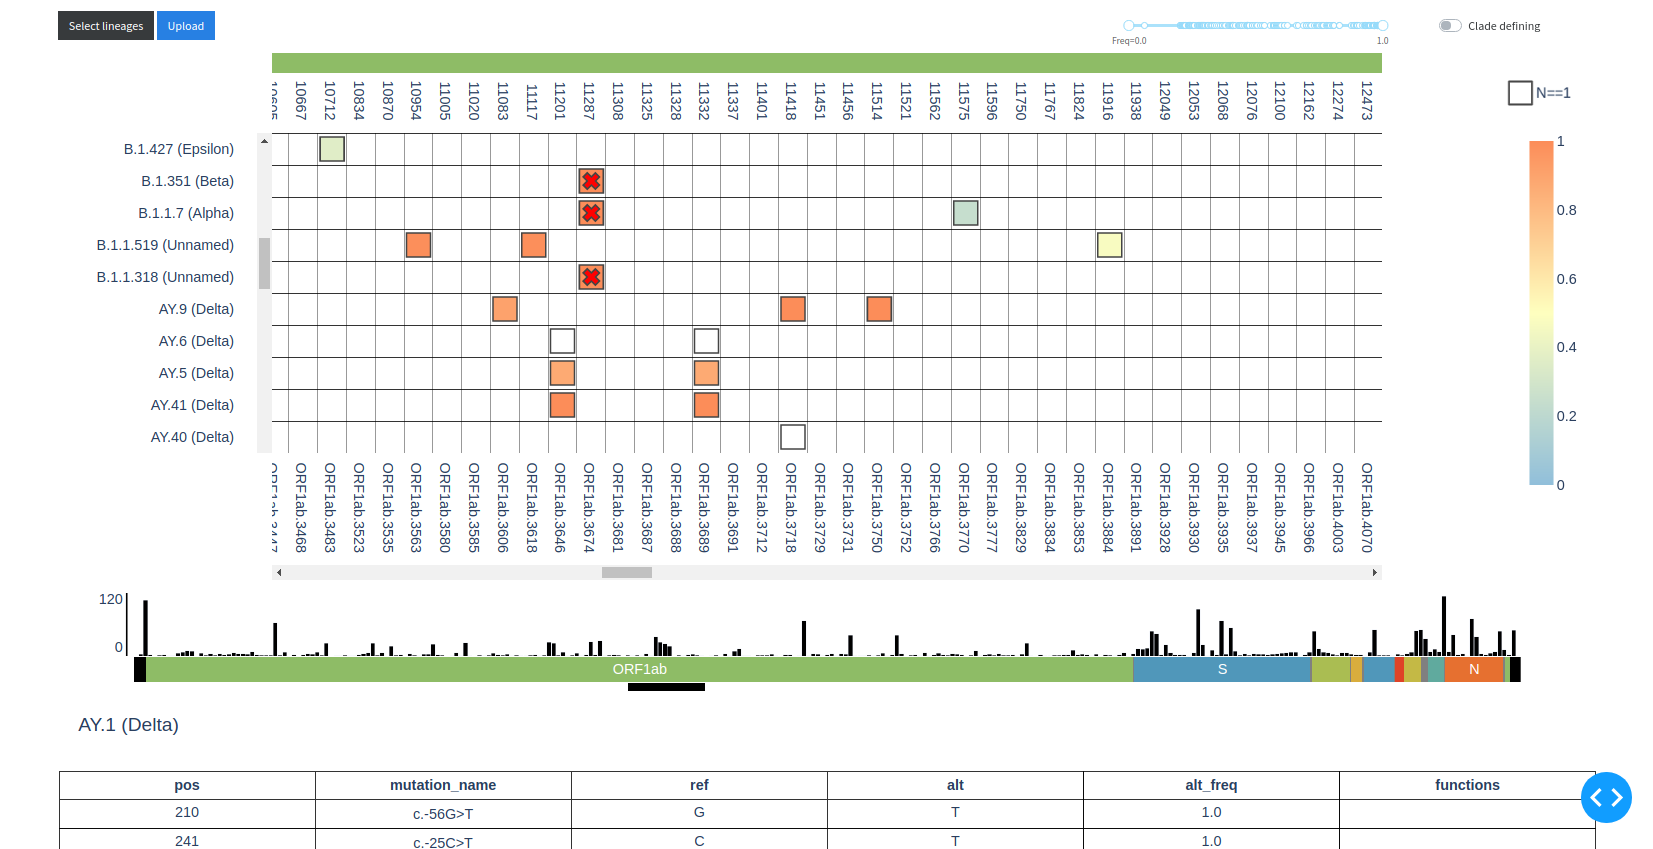 Select lineages Upload
Freq=0.0 1.0
Clade defining
10667 10712 10834 10870 10954 11005 11020 11083 11117 11201 11287 11308 11325 11328 11332 11337 11401 11418 11451 11456 11514 11521 11562 11575 11596 11750 11767 11824 11916 11938 12049 12053 12068 12076 12100 12162 12274 12473
N==1
B.1.427 (Epsilon)
B.1.351 (Beta)
B.1.1.7 (Alpha)
B.1.1.519 (Unnamed)
B.1.1.318 (Unnamed)
AY.9 (Delta)
AY.6 (Delta)
AY.5 (Delta)
AY.41 (Delta)
AY.40 (Delta)
1
0.8
0.6
0.4
0.2
0
ORF1ab.3468 ORF1ab.3483 ORF1ab.3523 ORF1ab.3535 ORF1ab.3563 ORF1ab.3580 ORF1ab.3585 ORF1ab.3606 ORF1ab.3618 ORF1ab.3646 ORF1ab.3674 ORF1ab.3681 ORF1ab.3687 ORF1ab.3688 ORF1ab.3689 ORF1ab.3691 ORF1ab.3712 ORF1ab.3718 ORF1ab.3729 ORF1ab.3731 ORF1ab.3750 ORF1ab.3752 ORF1ab.3766 ORF1ab.3770 ORF1ab.3777 ORF1ab.3829 ORF1ab.3834 ORF1ab.3853 ORF1ab.3884 ORF1ab.3891 ORF1ab.3928 ORF1ab.3930 ORF1ab.3935 ORF1ab.3937 ORF1ab.3945 ORF1ab.3966 ORF1ab.4003 ORF1ab.4070
120
0
ORF1ab S N
AY.1 (Delta)
pos mutation_name ref alt alt_freq functions
210 c.-56G>T G T 1.0
241 c.-25C>T C T 1.0